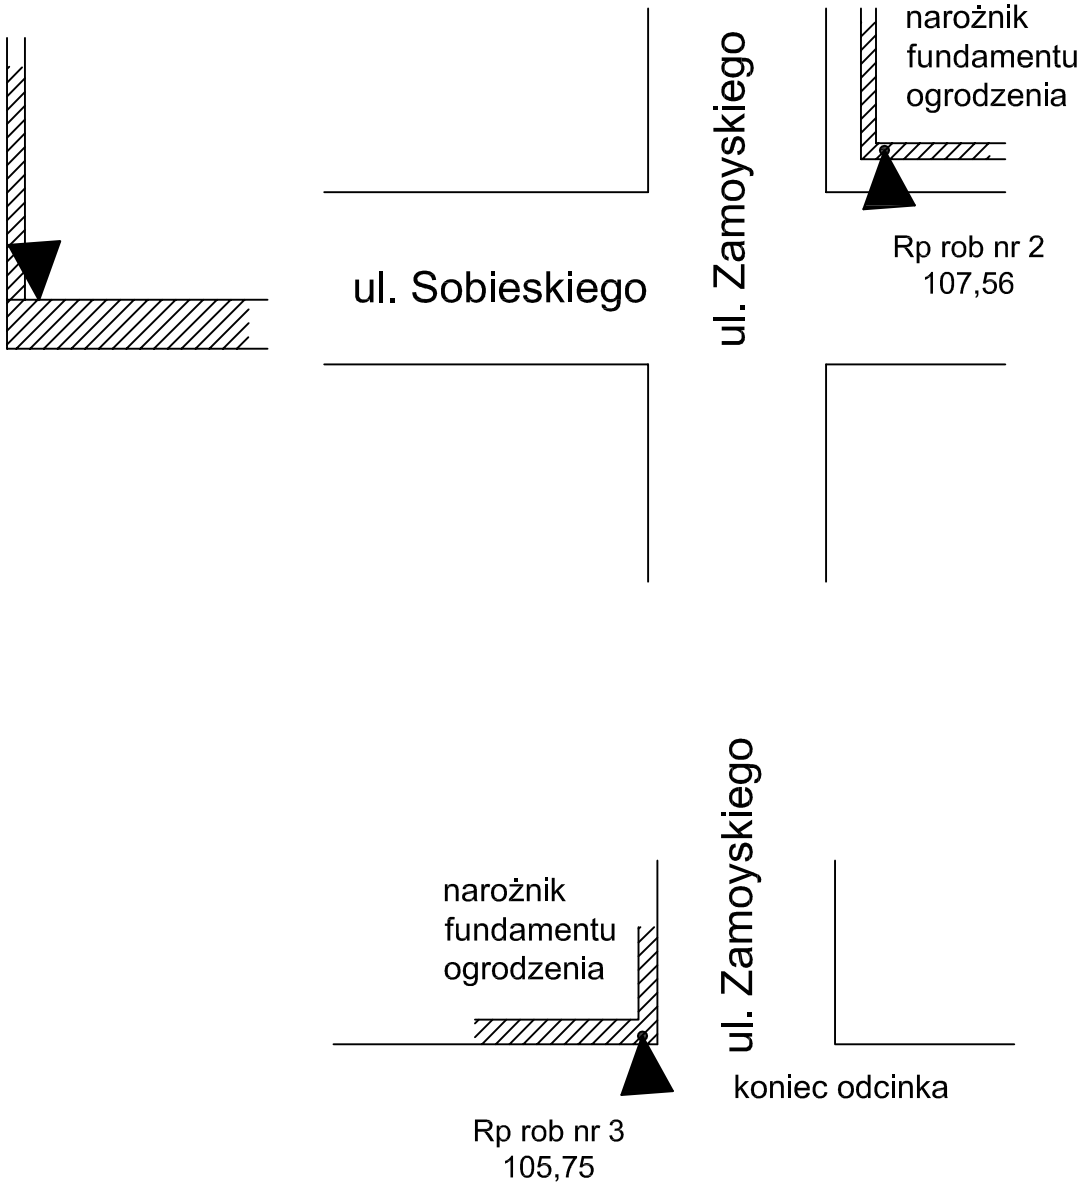 narożnik
fundamentu
ogrodzenia
ul. Zamoyskiego
Rp rob nr 2
107,56
ul. Sobieskiego
ul. Zamoyskiego
narożnik
fundamentu
ogrodzenia
koniec odcinka
Rp rob nr 3
105,75